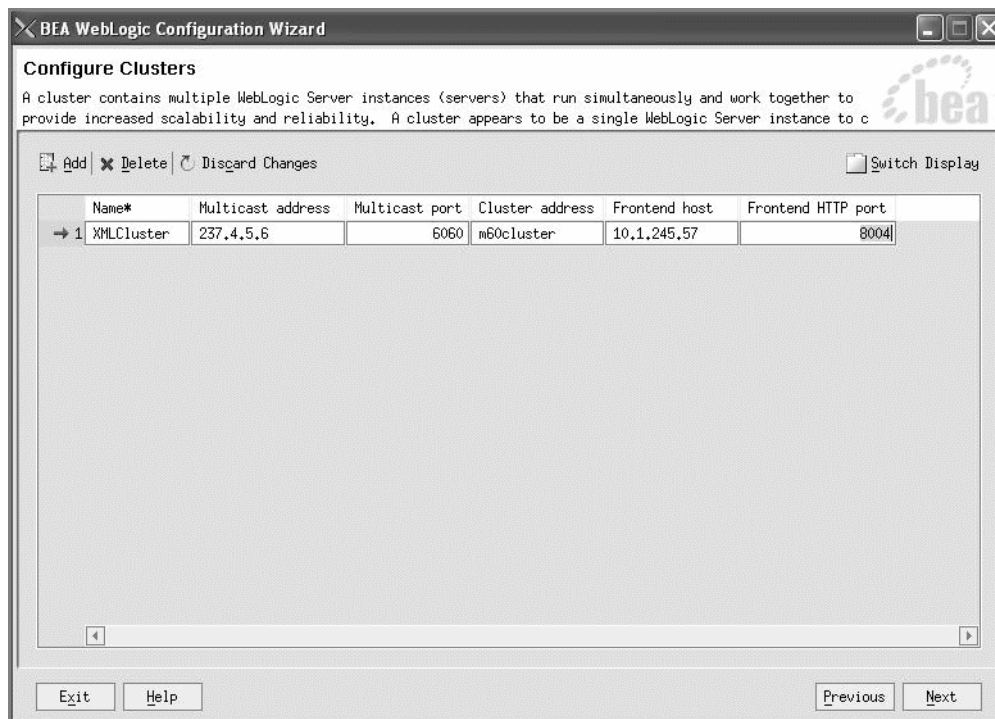 BEA WebLogic Configuration Wizard
Configure Clusters
A cluster contains multiple WebLogic Server instances (servers) that run simultaneously and work together to
provide increased scalability and reliability. A cluster appears to be a single WebLogic Server instance to c
bea
Add Delete Discard Changes Switch Display
Name* Multicast address Multicast port Cluster address Frontend host Frontend HTTP port
1 XMLCluster 237.4.5.6 6060 m60cluster 10.1.245.57 8004
Exit Help Previous Next